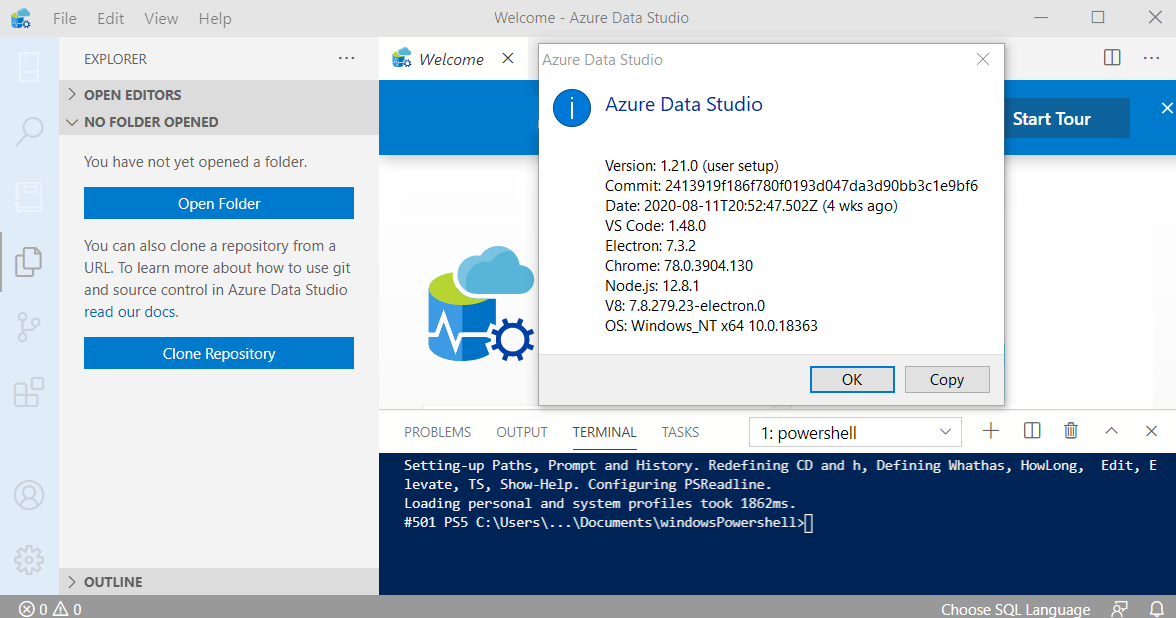 File Edit View Help
Welcome - Azure Data Studio
EXPLORER
OPEN EDITORS
NO FOLDER OPENED
You have not yet opened a folder.
Open Folder
You can also clone a repository from a
URL. To learn more about how to use git
and source control in Azure Data Studio
read our docs.
Clone Repository
OUTLINE
Welcome
Start Tour
Azure Data Studio
Azure Data Studio
Version: 1.21.0 (user setup)
Commit: 2413919f186f780f0193d047da3d90bb3c1e9bf6
Date: 2020-08-11T20:52:47.502Z (4 wks ago)
VS Code: 1.48.0
Electron: 7.3.2
Chrome: 78.0.3904.130
Node.js: 12.8.1
V8: 7.8.279.23-electron.0
OS: Windows_NT x64 10.0.18363
OK
Copy
PROBLEMS OUTPUT TERMINAL TASKS
1: powershell
Setting-up Paths, Prompt and History. Redefining CD and h, Defining Whathas, HowLong,  Edit, E
levate, TS, Show-Help. Configuring PSReadline.
Loading personal and system profiles took 1862ms.
#501 PS5 C:\Users\...\Documents\windowsPowershell>
0 0
Choose SQL Language